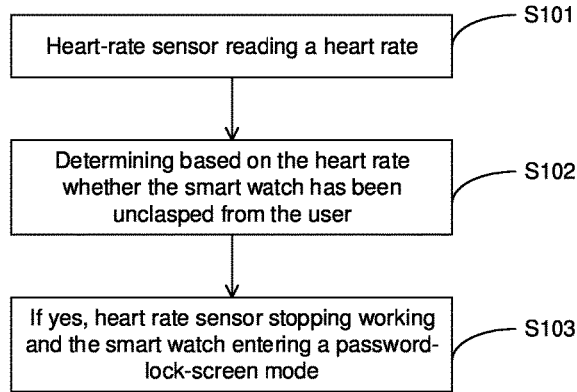 S101
Heart-rate sensor reading a heart rate
Determining based on the heart rate
whether the smart watch has been
unclasped from the user
S102
If yes, heart rate sensor stopping working
and the smart watch entering a password-
lock-screen mode
S103